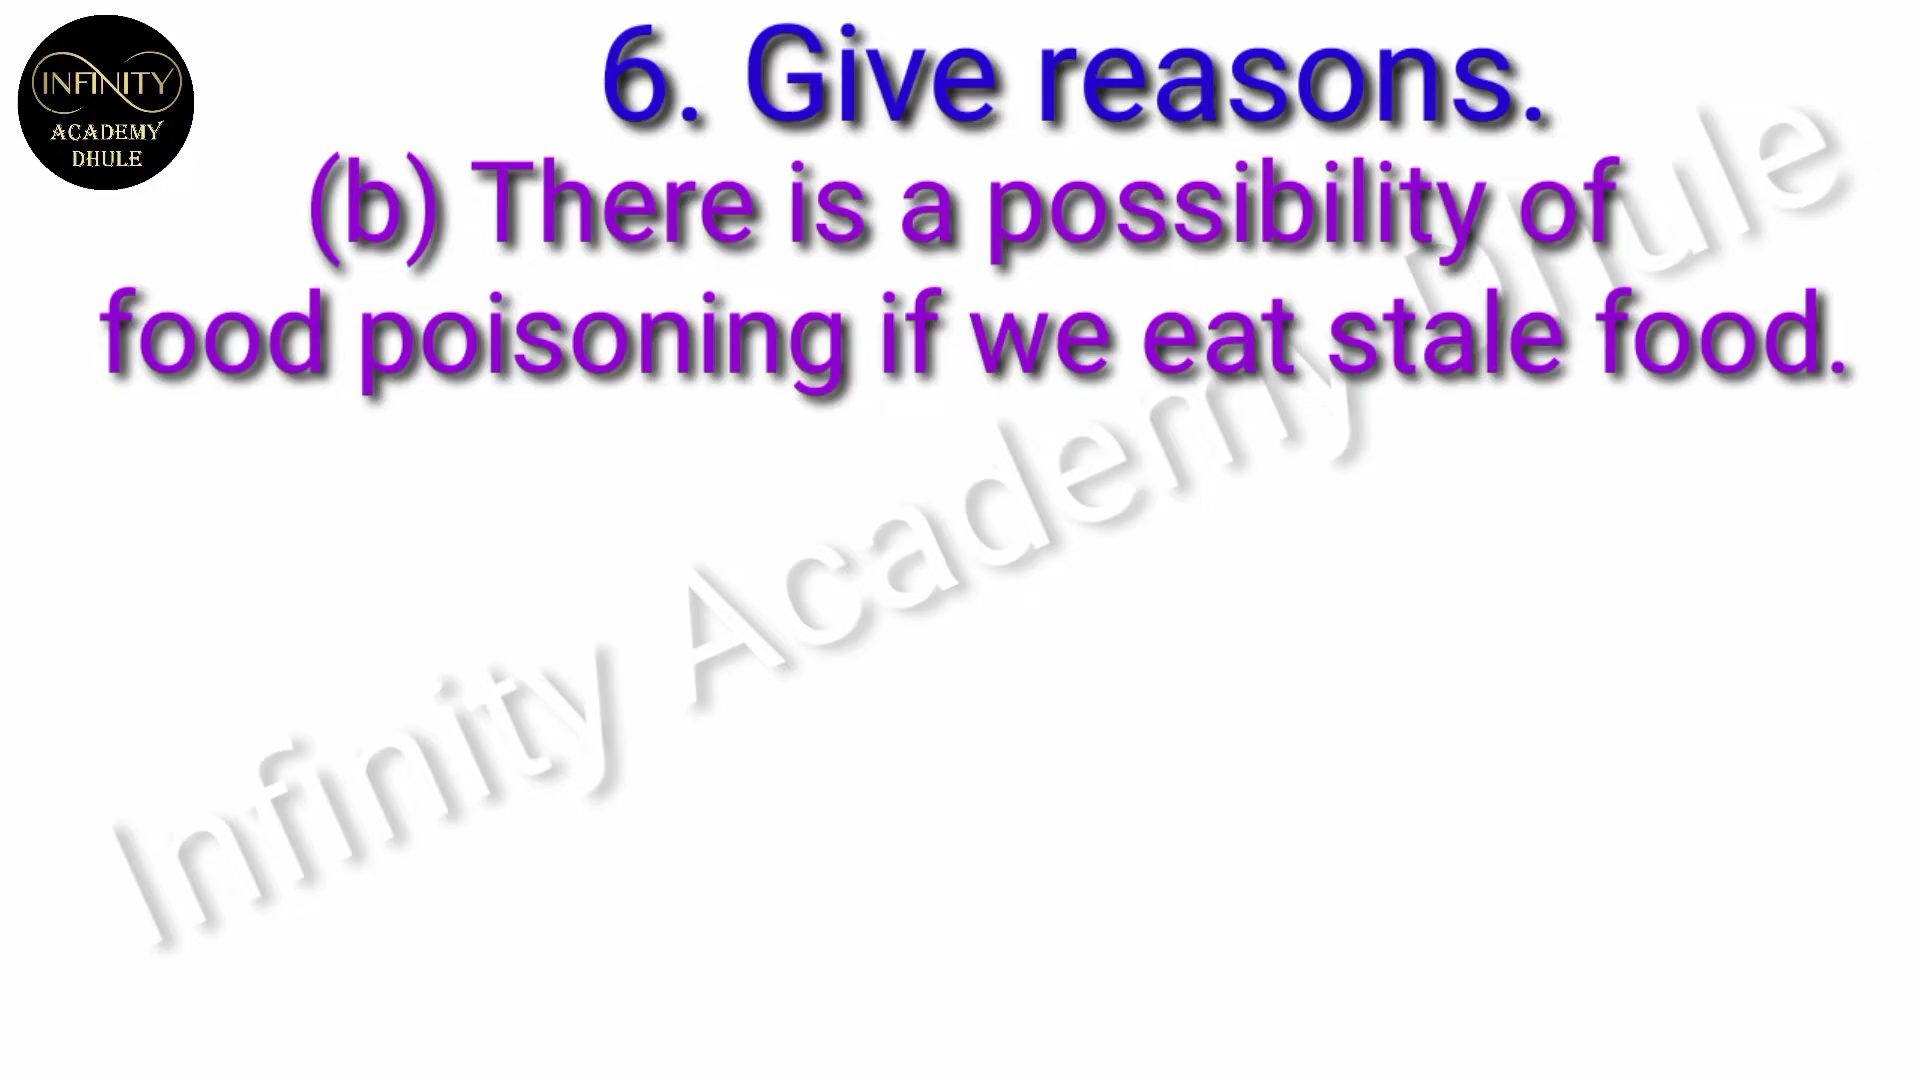 INFINITY
ACADEMY
DHULE
6. Give reasons.
(b) There is a possibility of
food poisoning if we eat stale food.
Infinity Academy Dhule